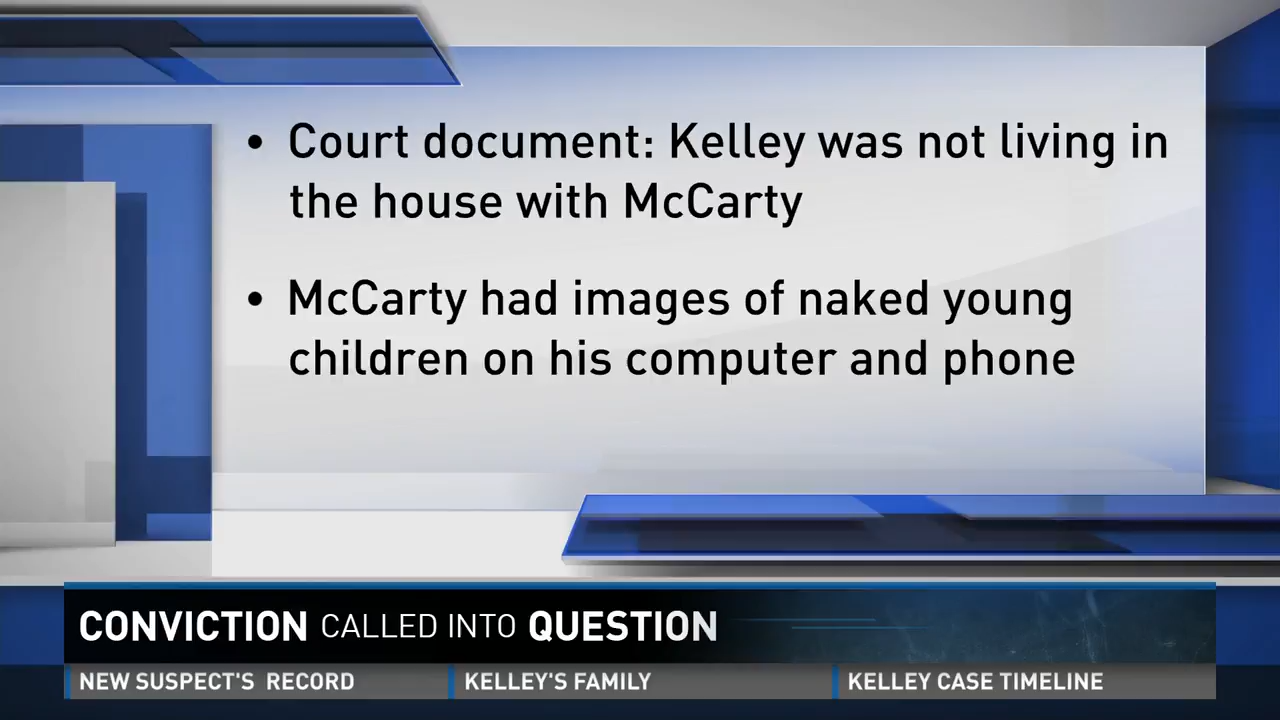 • Court document: Kelley was not living in
the house with McCarty
• McCarty had images of naked young
children on his computer and phone
CONVICTION CALLED INTO QUESTION
NEW SUSPECT'S RECORD
KELLEY'S FAMILY
KELLEY CASE TIMELINE